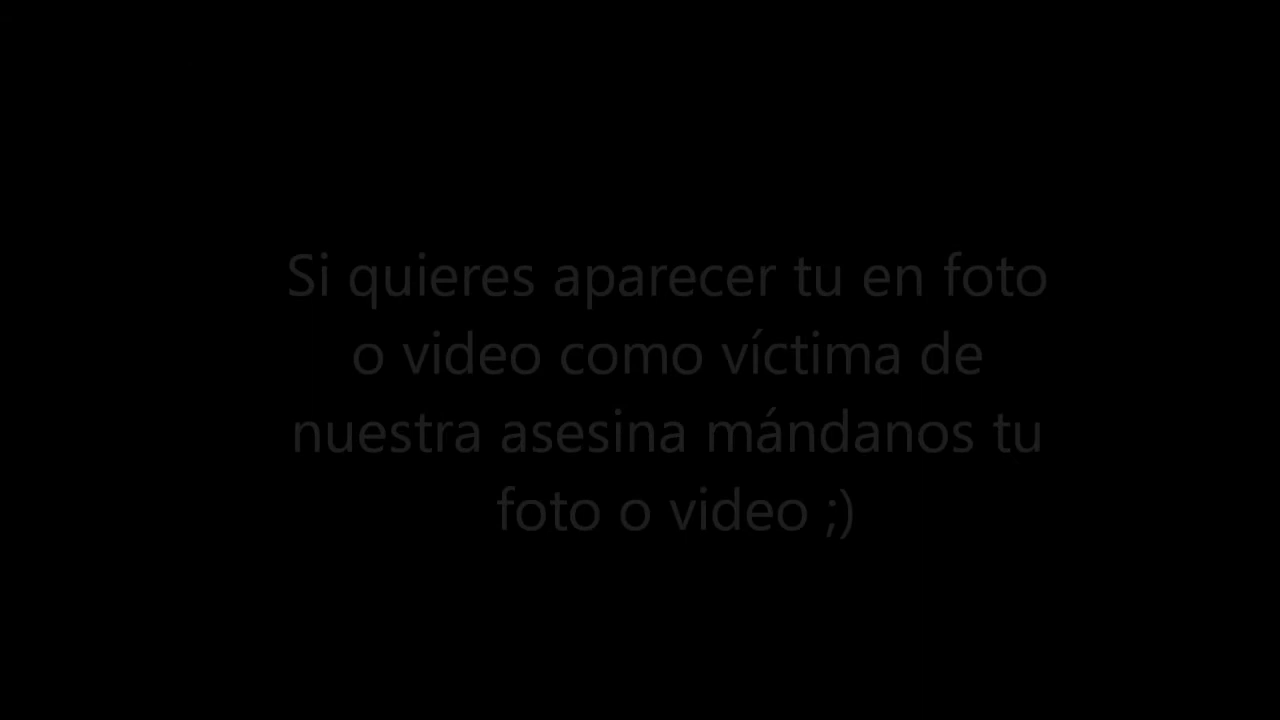 Si quieres aparecer tu en foto
o video como víctima de
nuestra asesina mándanos tu
foto o video ;)